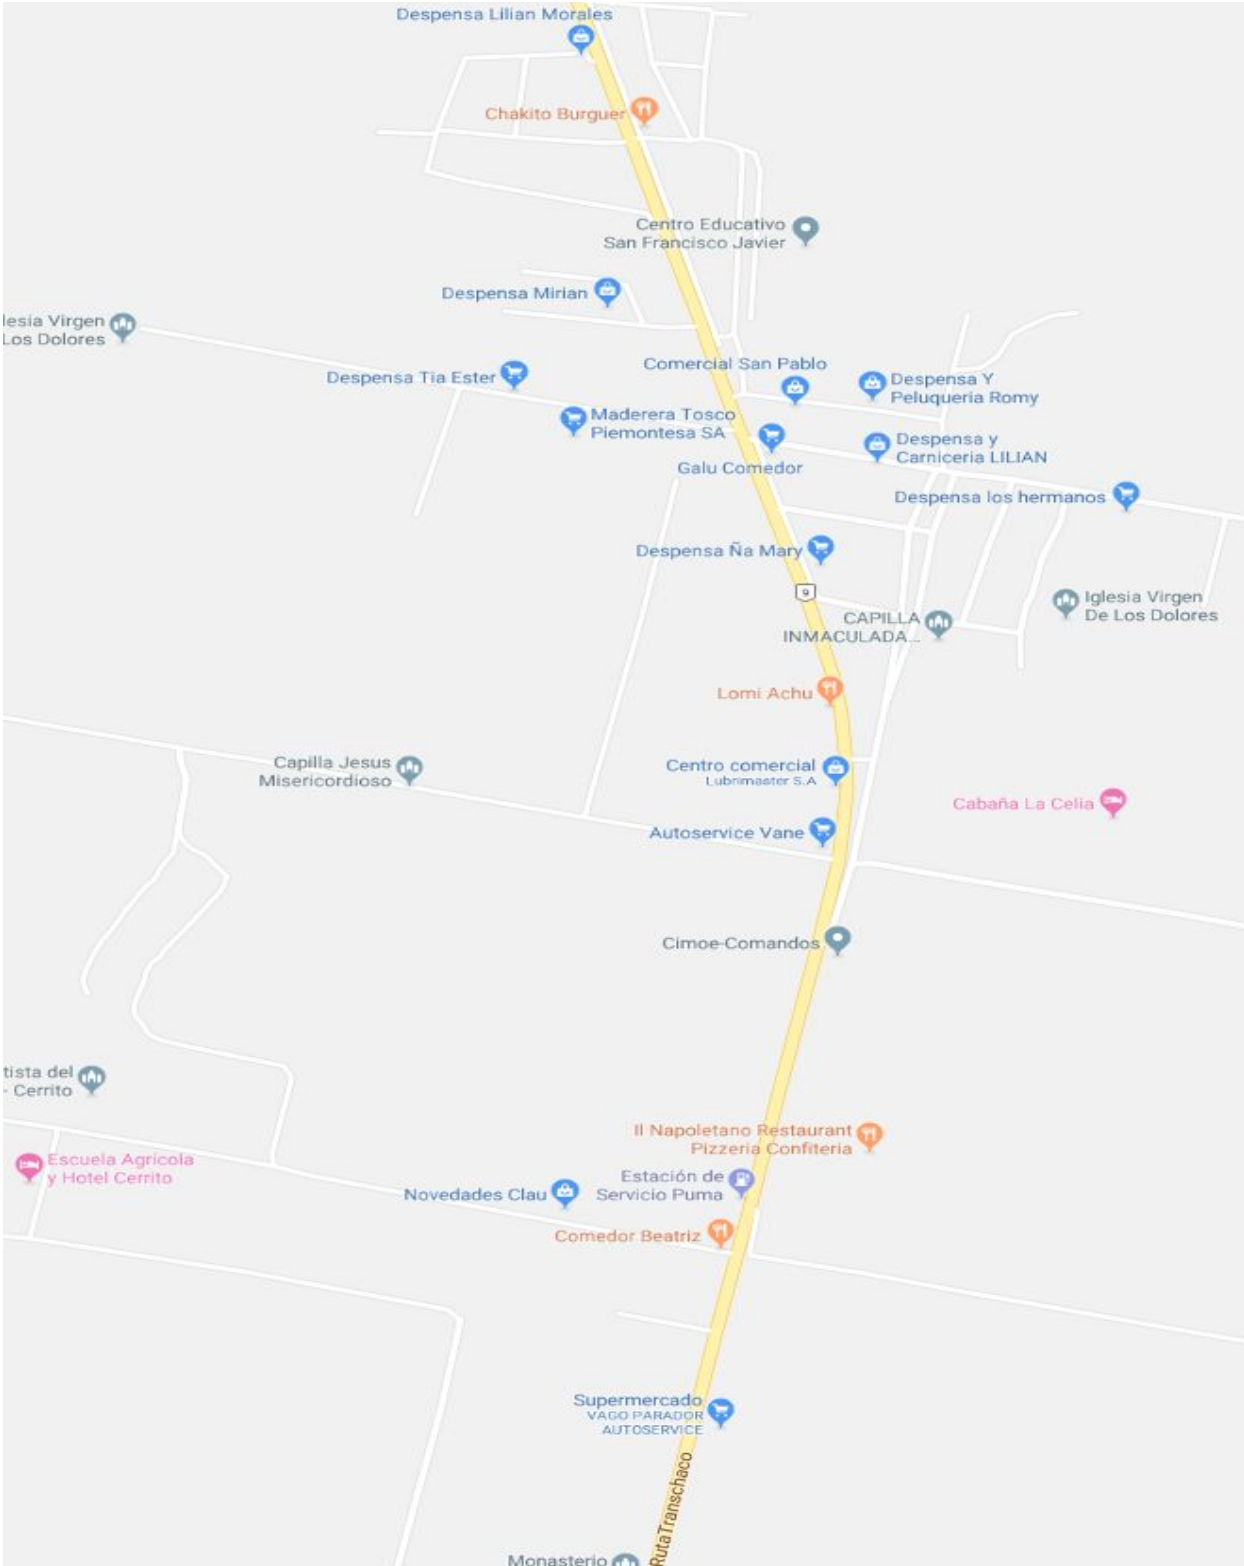 Despensa Lilian Morales
Chakito Burguer
Centro Educativo
San Francisco Javier
Despensa Mirian
lesia Virgen
Los Dolores
Comercial San Pablo
Despensa Tia Ester
Despensa Y
Peluqueria Romy
Maderera Tosco
Piemontesa SA
Despensa y
Carniceria LILIAN
Galu Comedor
Despensa los hermanos
Despensa Ña Mary
9
Iglesia Virgen
De Los Dolores
CAPILLA
INMACULADA...
Lomi Achu
Capilla Jesus
Misericordioso
Centro comercial
Lubrimaster S.A
Cabaña La Celia
Autoservice Vane
Cimoe-Comandos
tista del
- Cerrito
Il Napoletano Restaurant
Pizzeria Confiteria
Escuela Agrícola
y Hotel Cerrito
Estación de
Servicio Puma
Novedades Clau
Comedor Beatriz
Supermercado
VAGO PARADOR
AUTOSERVICE
RutaTranschaco
Monasterio